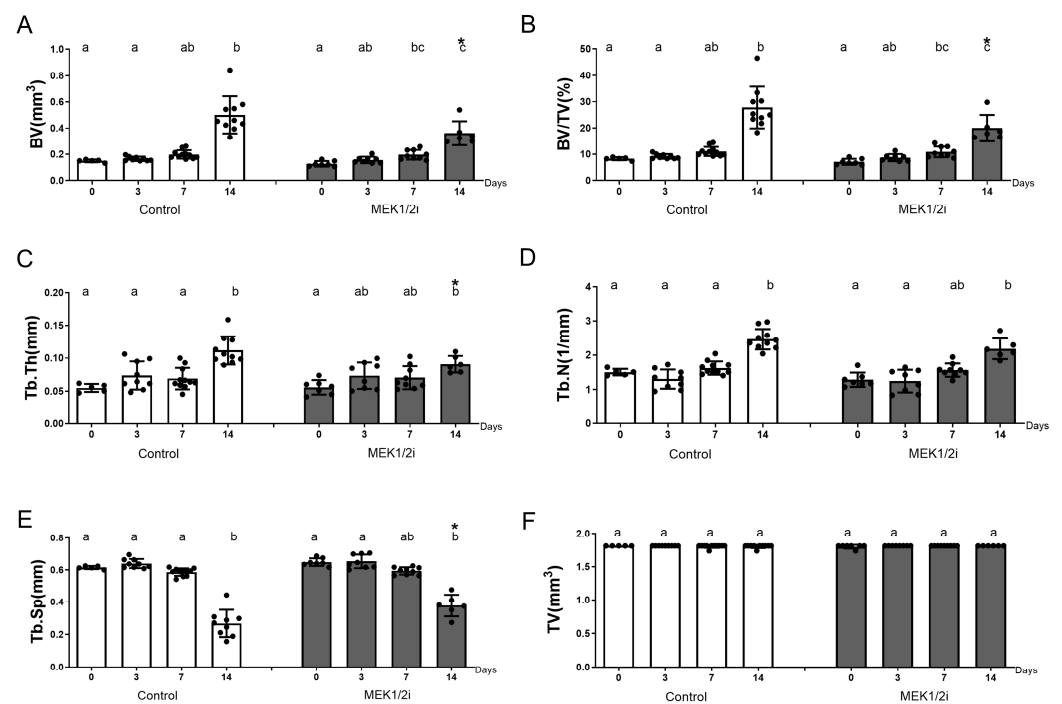 A
BV(mm³)
1.0
0.8
0.6
0.4
0.2
0.0
a a ab b a ab bc *
c
0 3 7 14 0 3 7 14 Days
Control MEK1/2i
B
BV/TV(%)
50
40
30
20
10
0
a a ab b a ab bc *
c
0 3 7 14 0 3 7 14 Days
Control MEK1/2i
C
Tb.Th(mm)
0.20
0.15
0.10
0.05
0.00
a a a b a ab ab *
b
0 3 7 14 0 3 7 14 Days
Control MEK1/2i
D
Tb.N(1/mm)
4
3
2
1
0
a a a b a a ab b
0 3 7 14 0 3 7 14 Days
Control MEK1/2i
E
Tb.Sp(mm)
0.8
0.6
0.4
0.2
0.0
a a a b a a ab *
b
0 3 7 14 0 3 7 14 Days
Control MEK1/2i
F
TV(mm³)
2.0
1.5
1.0
0.5
0.0
a a a a a a a a
0 3 7 14 0 3 7 14 Days
Control MEK1/2i